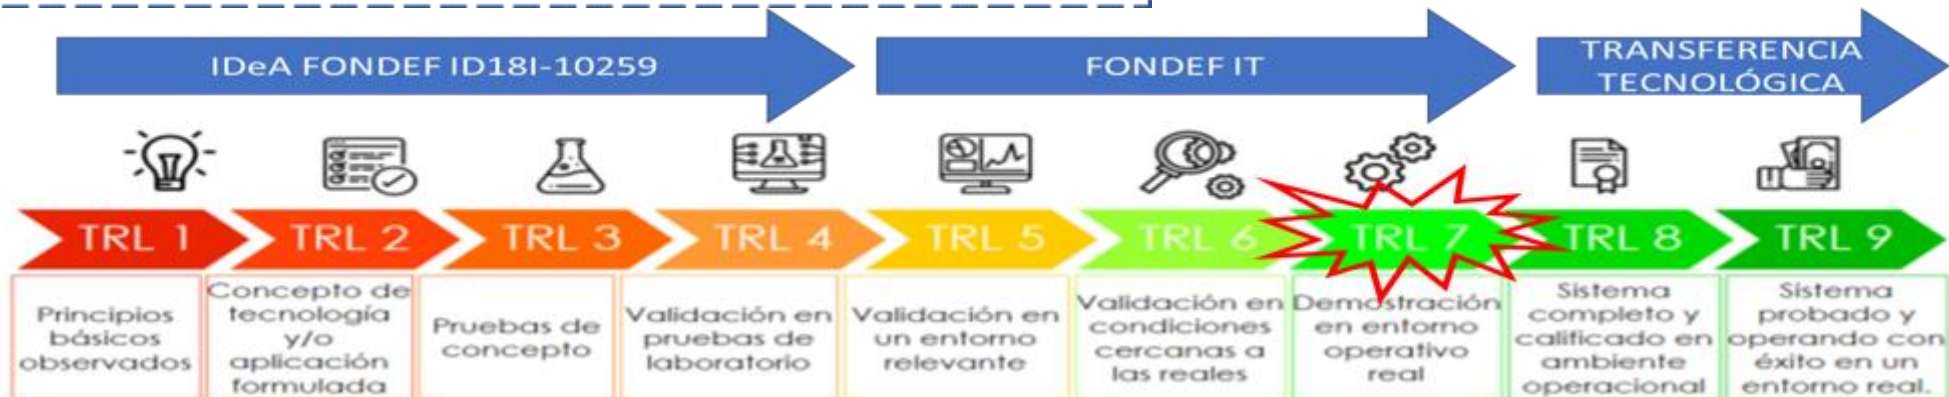 IDeA FONDEF ID18I-10259
FONDEF IT
TRANSFERENCIA
TECNOLÓGICA
TRL 1
TRL 2
TRL 3
TRL 4
TRL 5
TRL 6
TRL 7
TRL 8
TRL 9
Principios
básicos
observados
Concepto de
tecnología
y/o
aplicación
formulada
Pruebas de
concepto
Validación en
pruebas de
laboratorio
Validación en
un entorno
relevante
Validación en
condiciones
cercanas a
las reales
Demostración
en entorno
operativo
real
Sistema
completo y
calificado en
ambiente
operacional
Sistema
probado y
operando con
éxito en un
entorno real.